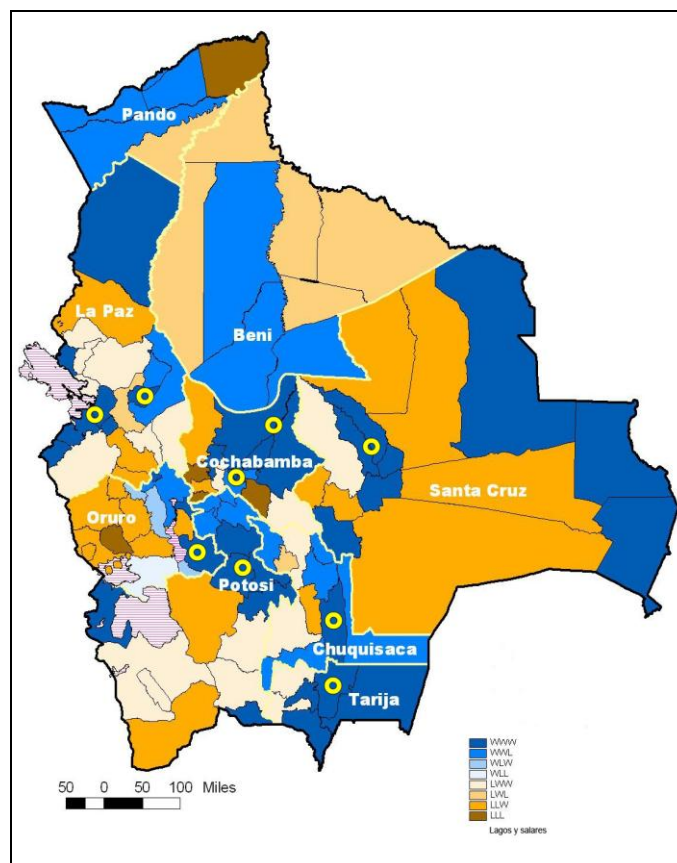 Pando
La Paz
Beni
Cochabamba
Santa Cruz
Oruro
Potosi
Chuquisaca
Tarija
WWW
WWL
WLW
WLL
LWW
LWL
LLW
LLL
Lagos y salares
50 0 50 100 Miles